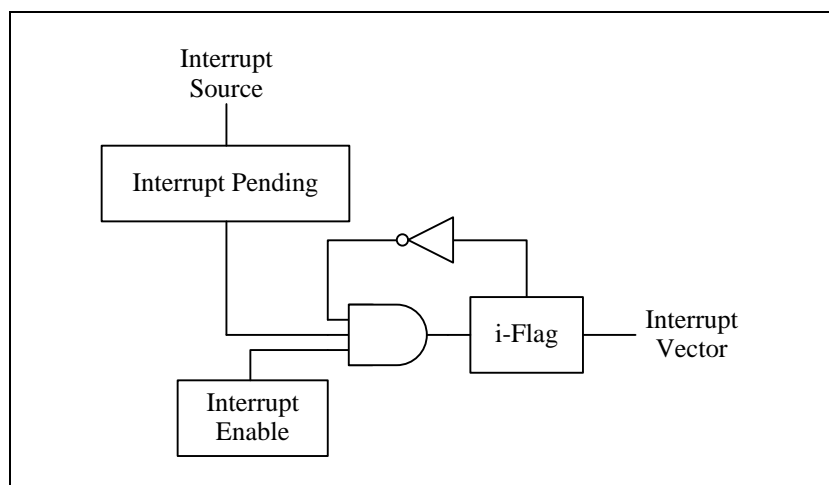 Interrupt
Source
Interrupt Pending
i-Flag
Interrupt
Vector
Interrupt
Enable